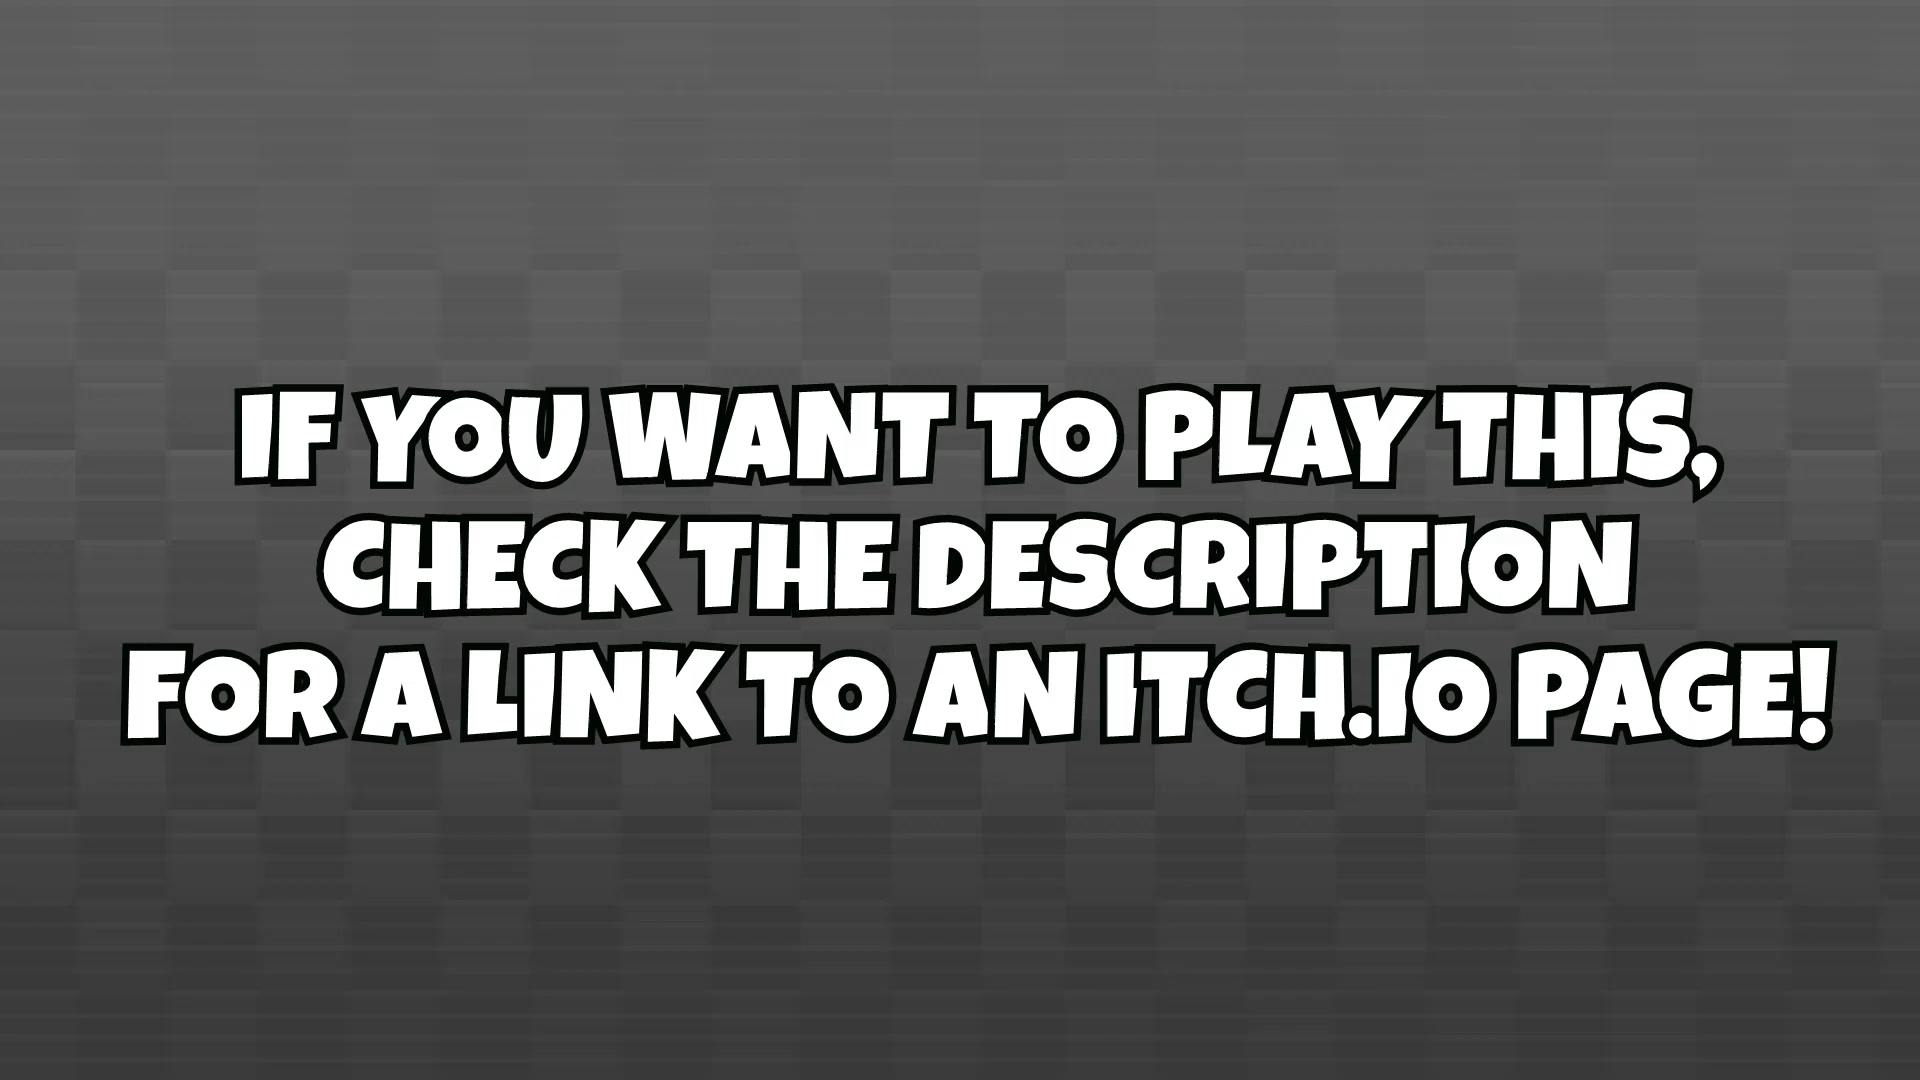 IF YOU WANT TO PLAY THIS,
CHECK THE DESCRIPTION
FOR A LINK TO AN ITCH.IO PAGE!